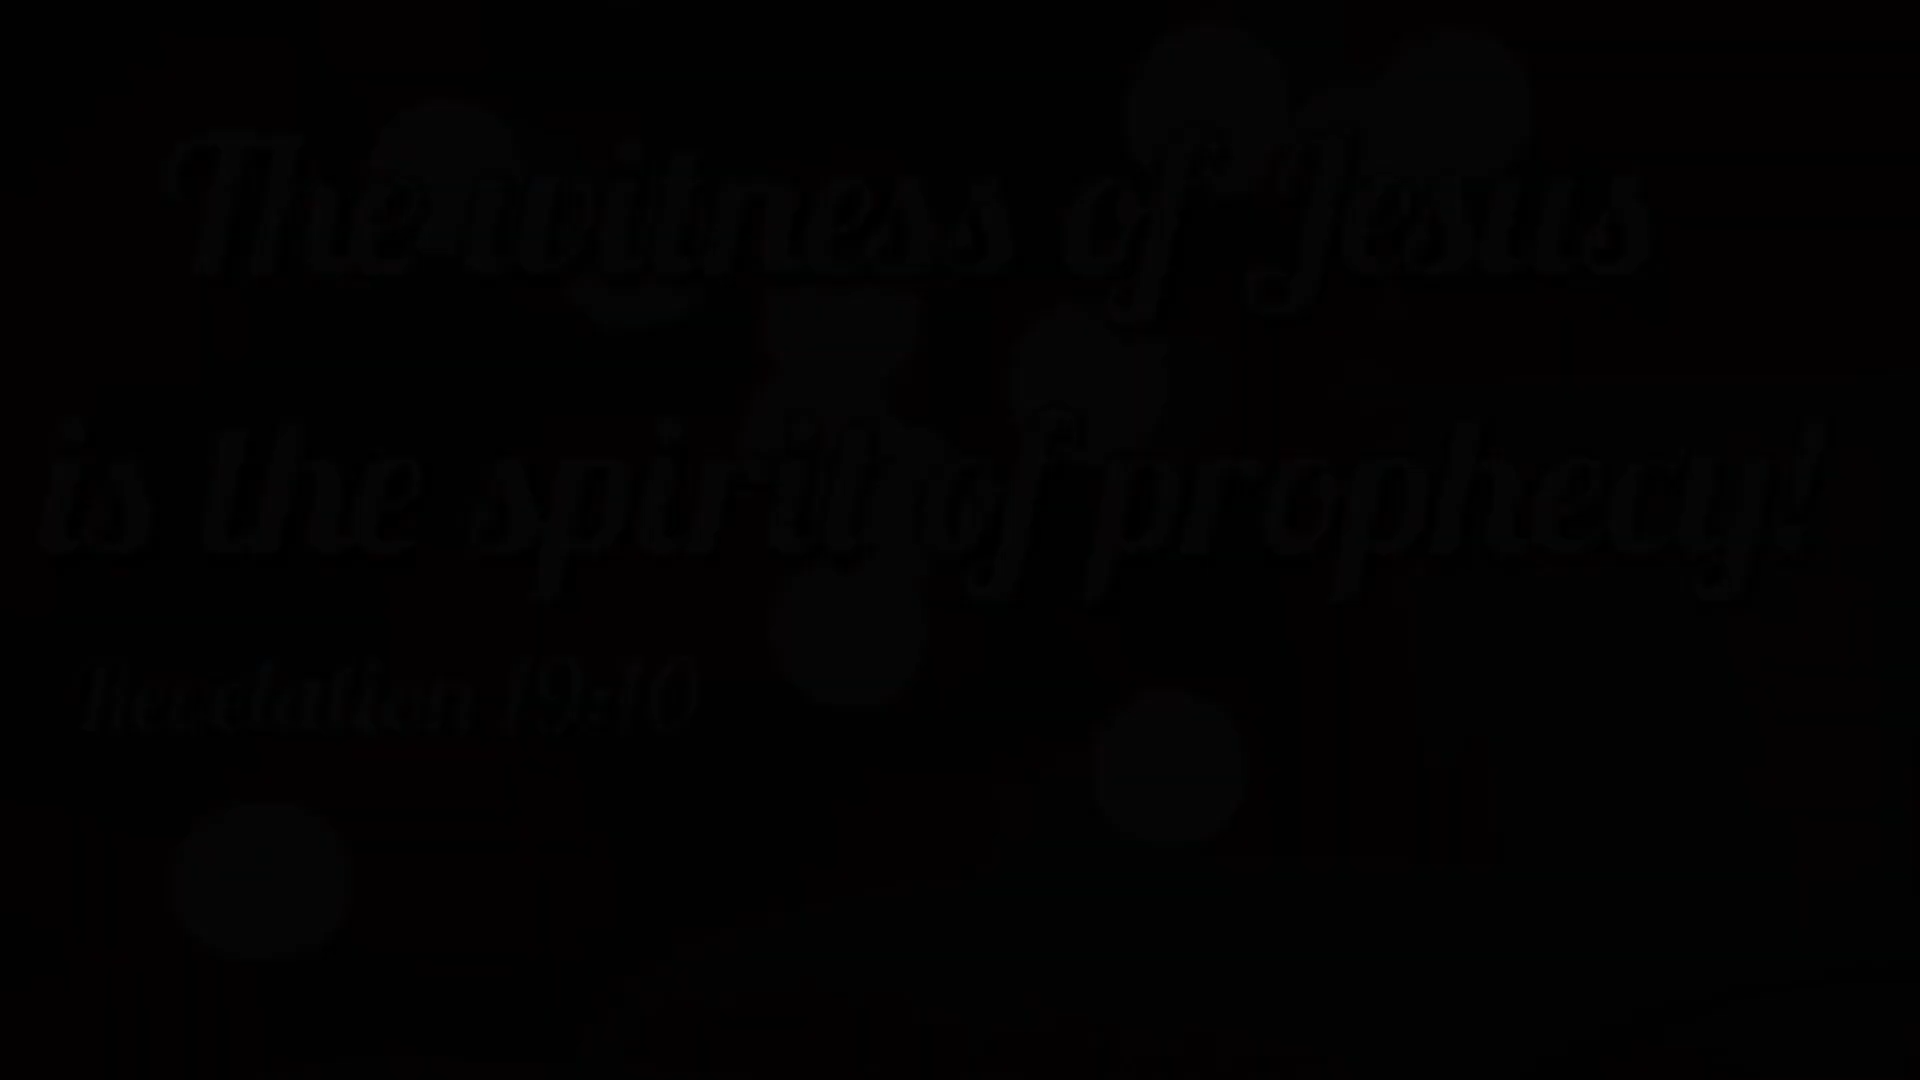 The witness of Jesus
is the spirit of prophecy!
Revelation 19:10